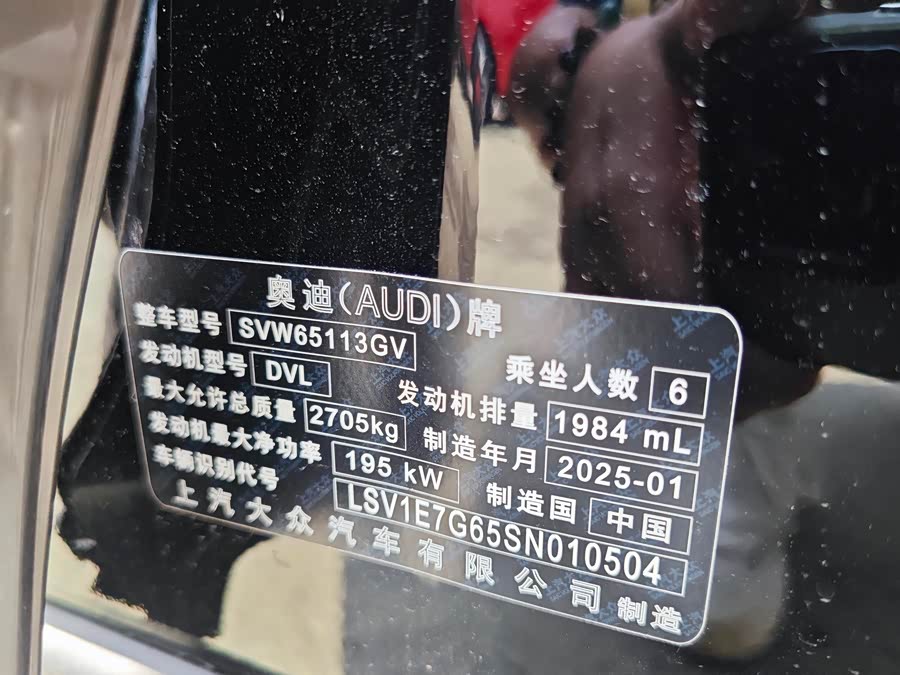 奥迪(AUDI)牌
整车型号 SVW65113GV 乘坐人数 6
发动机型号 DVL 发动机排量 1984 mL
最大允许总质量 2705kg 制造年月 2025-01
发动机最大净功率 195 kW 制造国 中国
车辆识别代号 LSV1E7G65SN010504
上汽大众汽车有限公司 制造